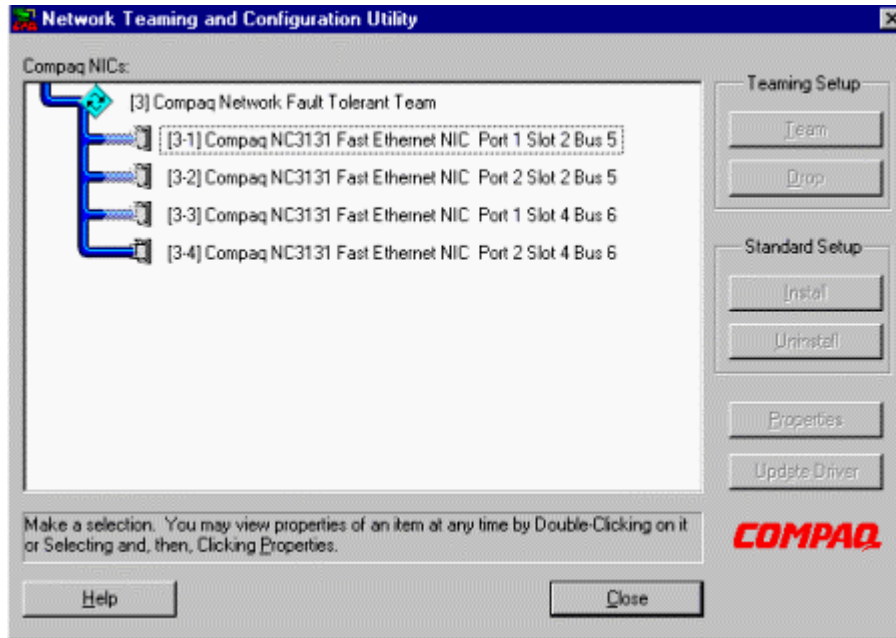 Network Teaming and Configuration Utility
Compaq NICs:
[3] Compaq Network Fault Tolerant Team
[3-1] Compaq NC3131 Fast Ethernet NIC Port 1 Slot 2 Bus 5
[3-2] Compaq NC3131 Fast Ethernet NIC Port 2 Slot 2 Bus 5
[3-3] Compaq NC3131 Fast Ethernet NIC Port 1 Slot 4 Bus 6
[3-4] Compaq NC3131 Fast Ethernet NIC Port 2 Slot 4 Bus 6
Teaming Setup
Team
Drop
Standard Setup
Install
Uninstall
Properties
Update Driver
Make a selection. You may view properties of an item at any time by Double-Clicking on it
or Selecting and, then, Clicking Properties.
COMPAQ
Help
Close